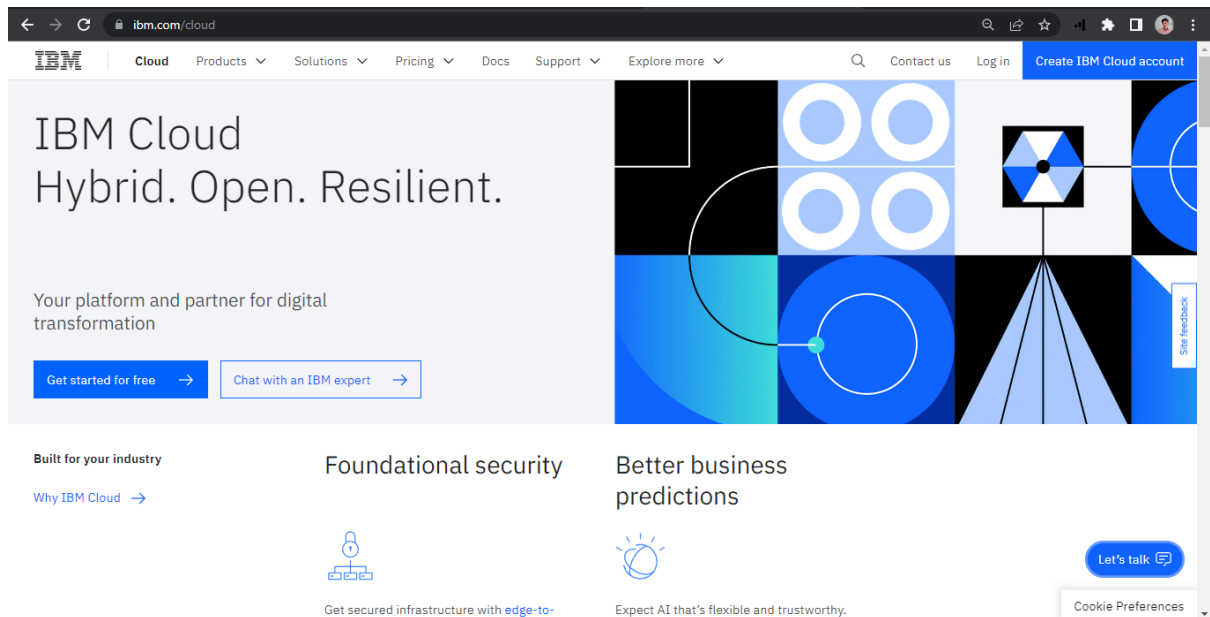 ibm.com/cloud
IBM Cloud Products Solutions Pricing Docs Support Explore more Contact us Log in Create IBM Cloud account
IBM Cloud
Hybrid. Open. Resilient.
Your platform and partner for digital
transformation
Get started for free Chat with an IBM expert
Site feedback
Built for your industry
Why IBM Cloud
Foundational security
Get secured infrastructure with edge-to-
Better business
predictions
Expect AI that's flexible and trustworthy.
Let's talk
Cookie Preferences